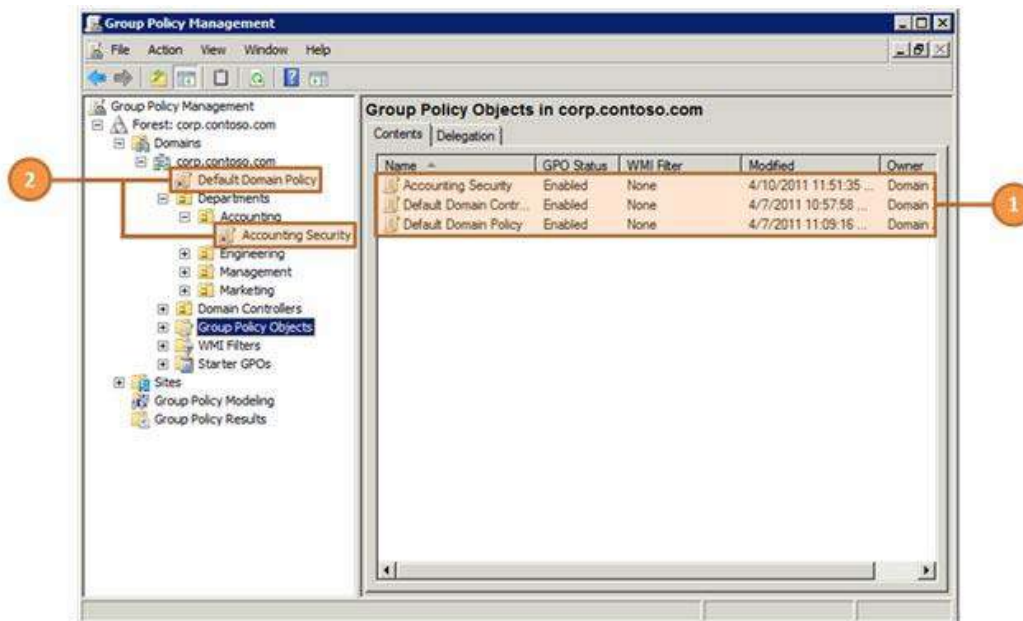 Group Policy Management
File Action View Window Help
Group Policy Management
Forest: corp.contoso.com
Domains
corp.contoso.com
Default Domain Policy
Departments
Accounting
Accounting Security
Engineering
Management
Marketing
Domain Controllers
Group Policy Objects
WMI Filters
Starter GPOs
Sites
Group Policy Modeling
Group Policy Results
2
Group Policy Objects in corp.contoso.com
Contents Delegation
Name GPO Status WMI Filter Modified Owner
Accounting Security Enabled None 4/10/2011 11:51:35 ... Domain
Default Domain Contr... Enabled None 4/7/2011 10:57:58 ... Domain
Default Domain Policy Enabled None 4/7/2011 11:09:16 ... Domain
1